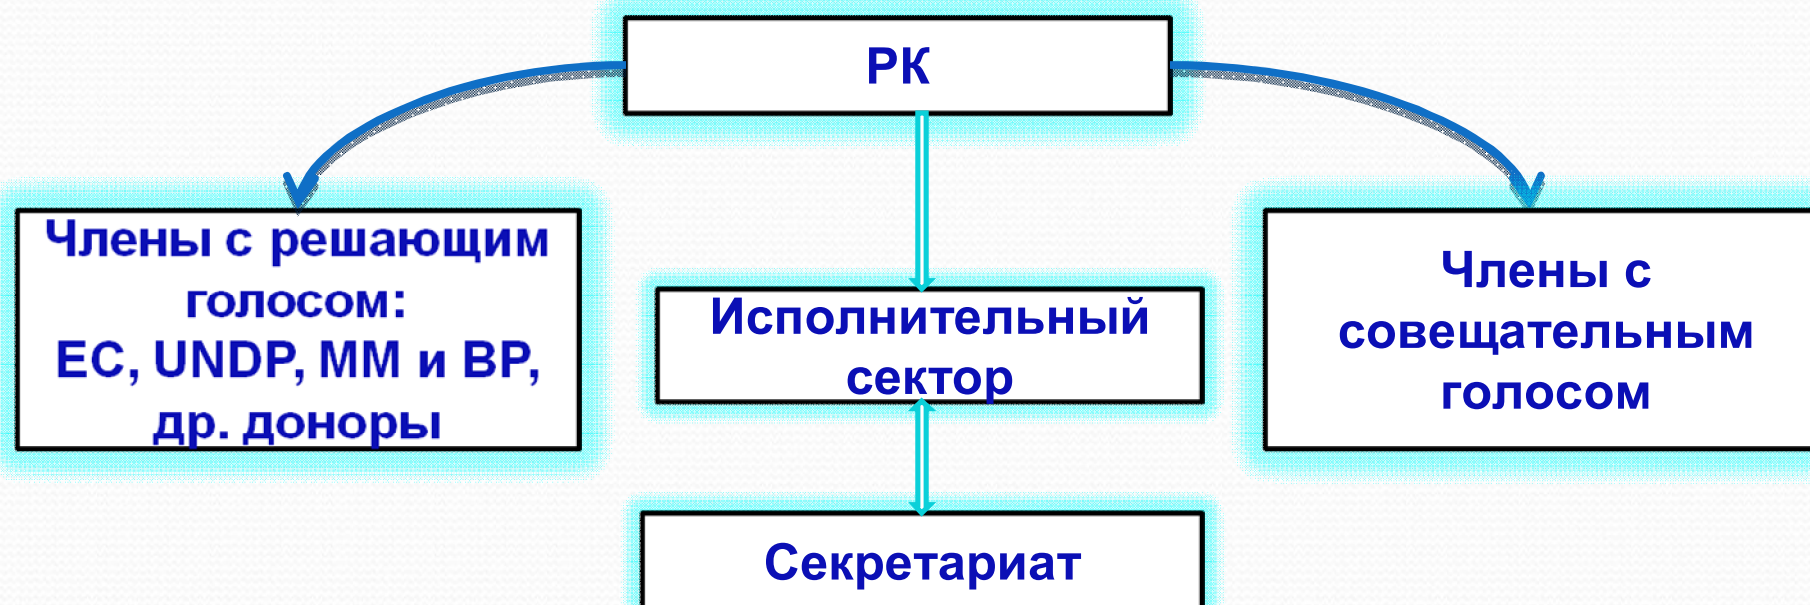 РК
Члены с решающим
голосом:
ЕС, UNDP, ММ и ВР,
др. доноры
Исполнительный
сектор
Члены с
совещательным
голосом
Секретариат